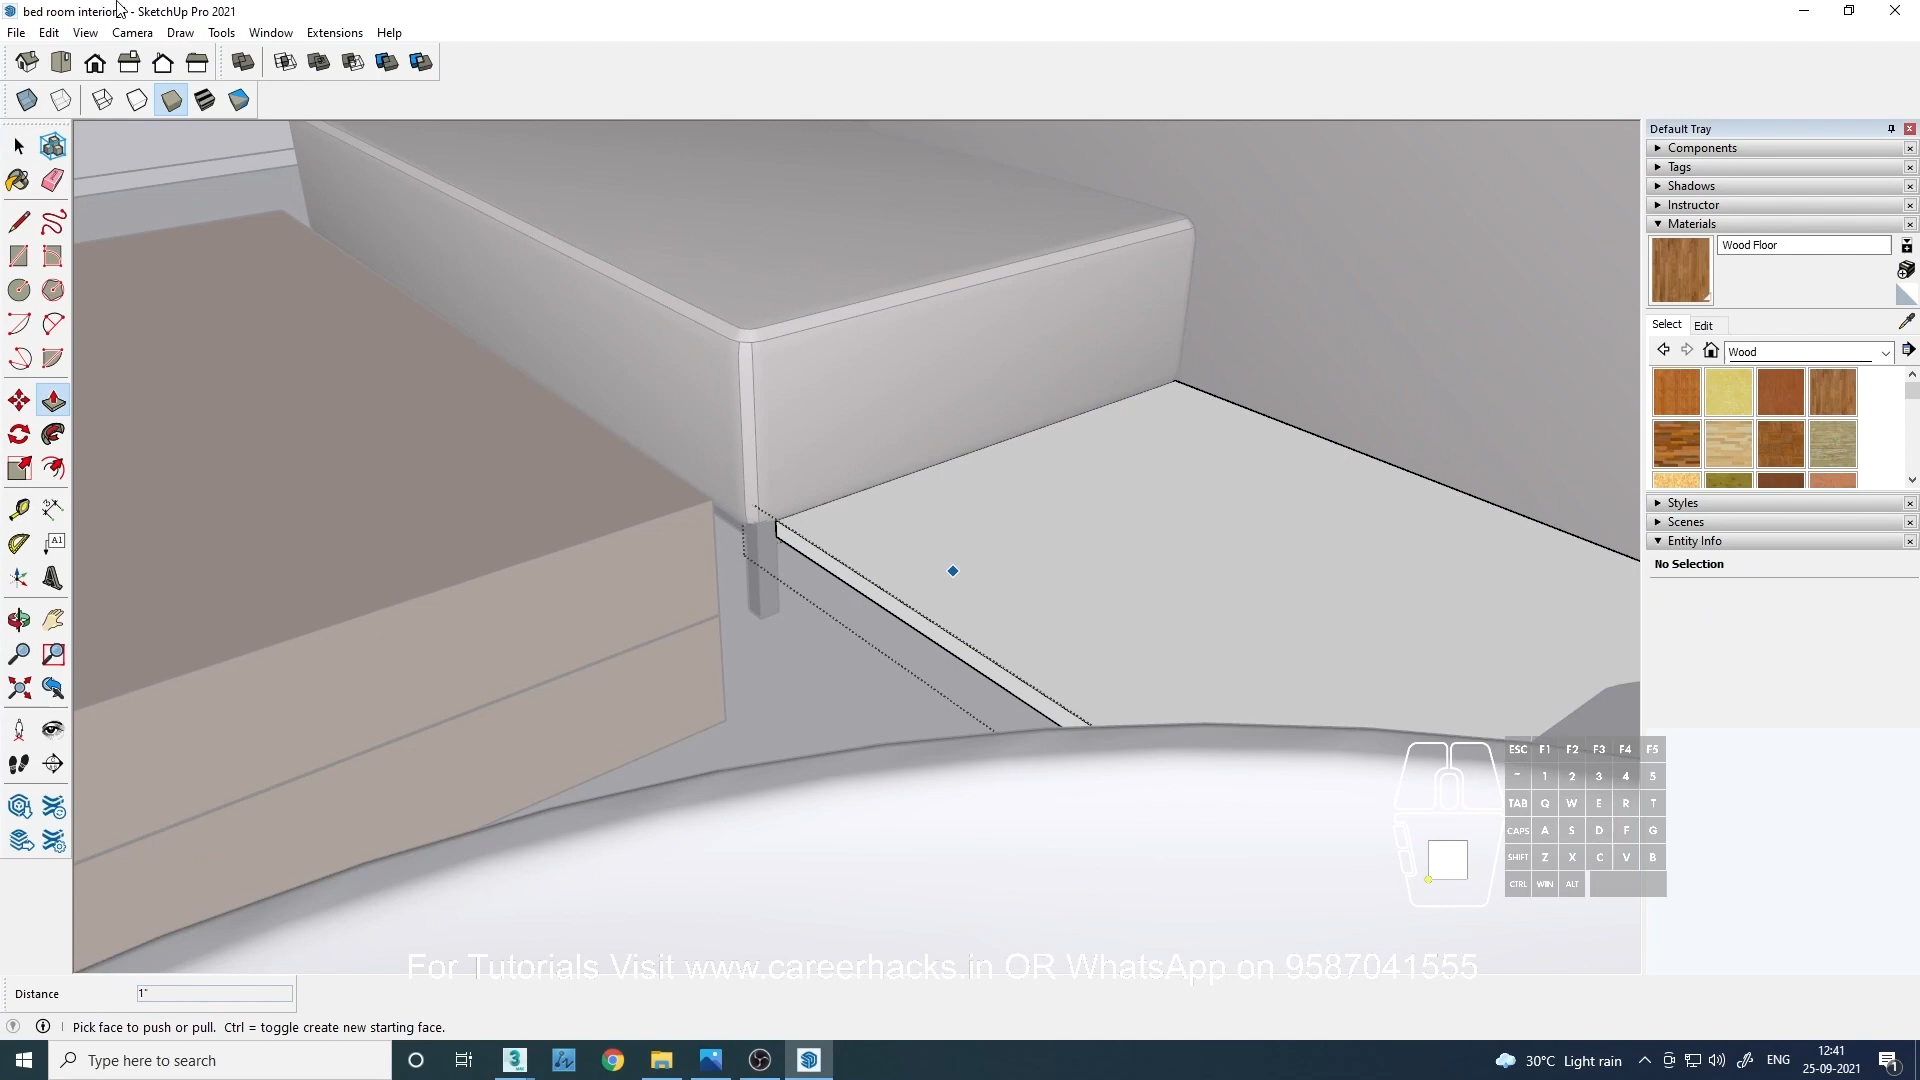 bed room interior - SketchUp Pro 2021
File Edit View Camera Draw Tools Window Extensions Help
Default Tray
Components
Tags
Shadows
Instructor
Materials
Wood Floor
Select Edit
Wood
Styles
Scenes
Entity Info
No Selection
A1
ESC F1 F2 F3 F4 F5
~ 1 2 3 4 5
TAB Q W E R T
CAPS A S D F G
SHIFT Z X C V B
CTRL WIN ALT
For Tutorials Visit www.careerhacks.in OR WhatsApp on 9587041555
Distance 1"
Pick face to push or pull. Ctrl = toggle create new starting face.
Type here to search
3
30°C Light rain
ENG
12:41
25-09-2021
1